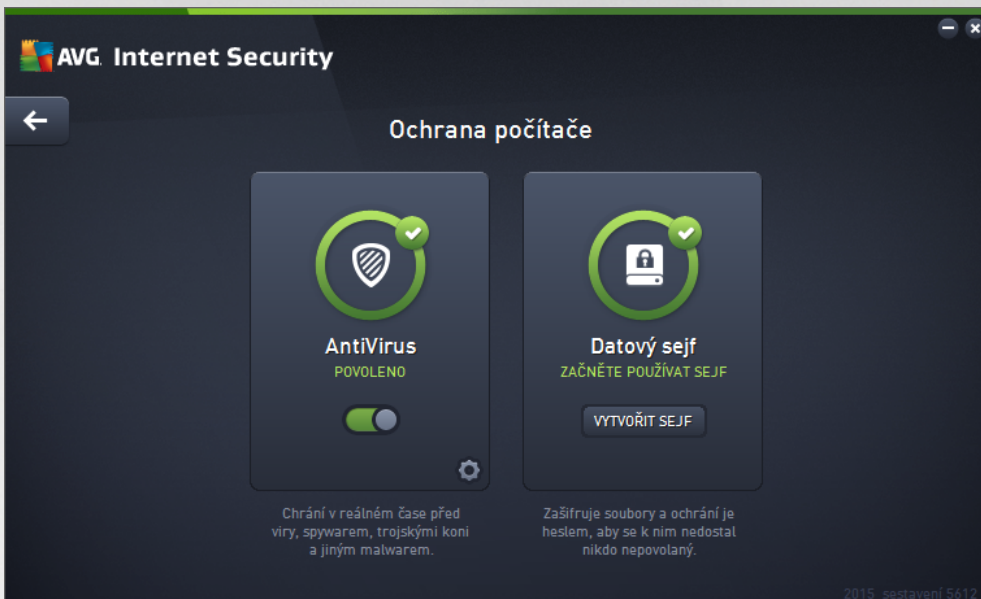 AVG Internet Security
Ochrana počítače
AntiVirus
POVOLENO
Chrání v reálném čase před
viry, spywarem, trojskými koni
a jiným malwarem.
Datový sejf
ZAČNĚTE POUŽÍVAT SEJF
VYTVOŘIT SEJF
Zašifruje soubory a ochrání je
heslem, aby se k nim nedostal
nikdo nepovolaný.
2015 sestavení 5612